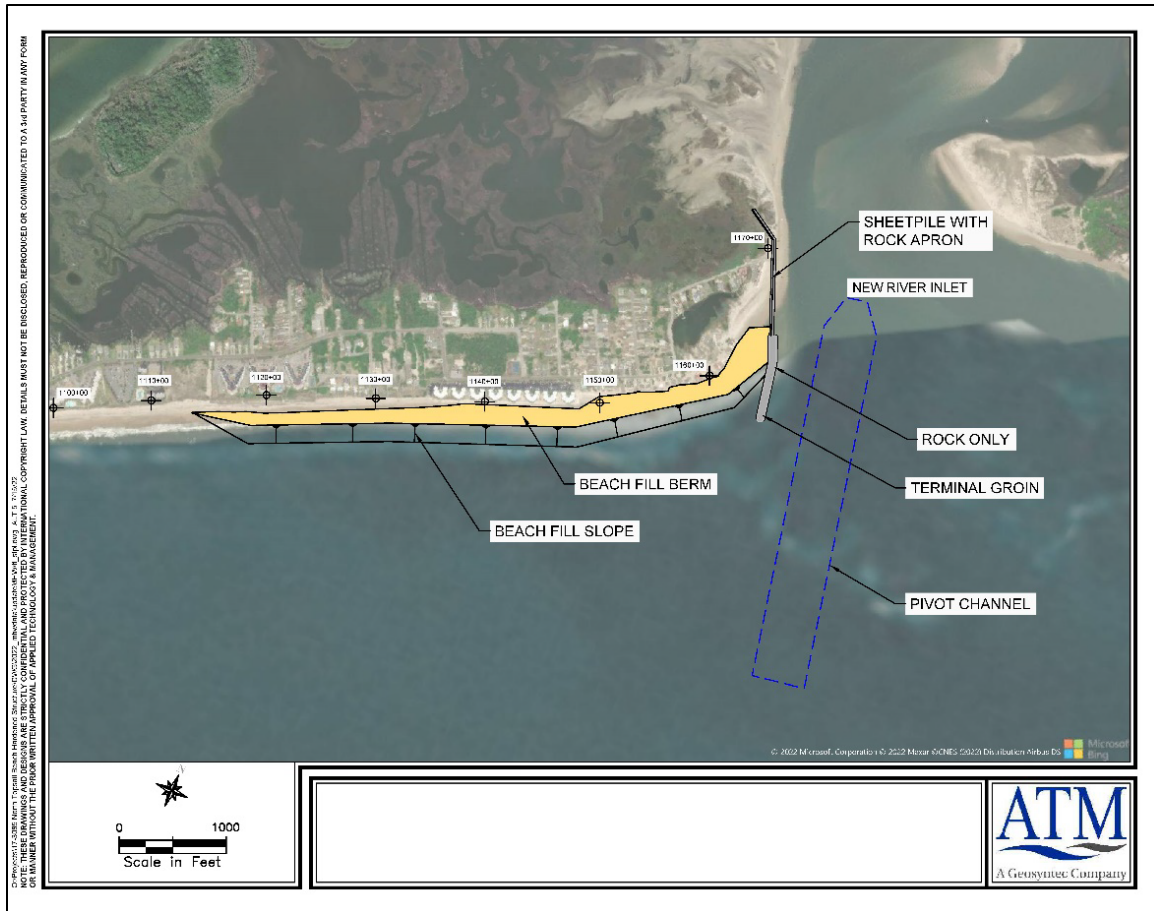 NOTE: THESE DRAWINGS AND DESIGNS ARE STRICTLY CONFIDENTIAL AND PROTECTED BY INTERNATIONAL COPYRIGHT LAW. DETAILS MUST NOT BE DISCLOSED, REPRODUCED OR COMMUNICATED TO A 3rd PARTY IN ANY FORM
OR MANNER WITHOUT THE PRIOR WRITTEN APPROVAL OF APPLIED TECHNOLOGY & MANAGEMENT.
SHEETPILE WITH
ROCK APRON
1170+00
NEW RIVER INLET
1160+00
1100+00
1110+00
1120+00
1130+00
1140+00
1150+00
ROCK ONLY
BEACH FILL BERM
TERMINAL GROIN
BEACH FILL SLOPE
PIVOT CHANNEL
© 2022 Microsoft Corporation © 2022 Maxar ©CNES (2022) Distribution Airbus DS
Microsoft
Bing
0 1000
Scale in Feet
ATM
A Geosyntec Company